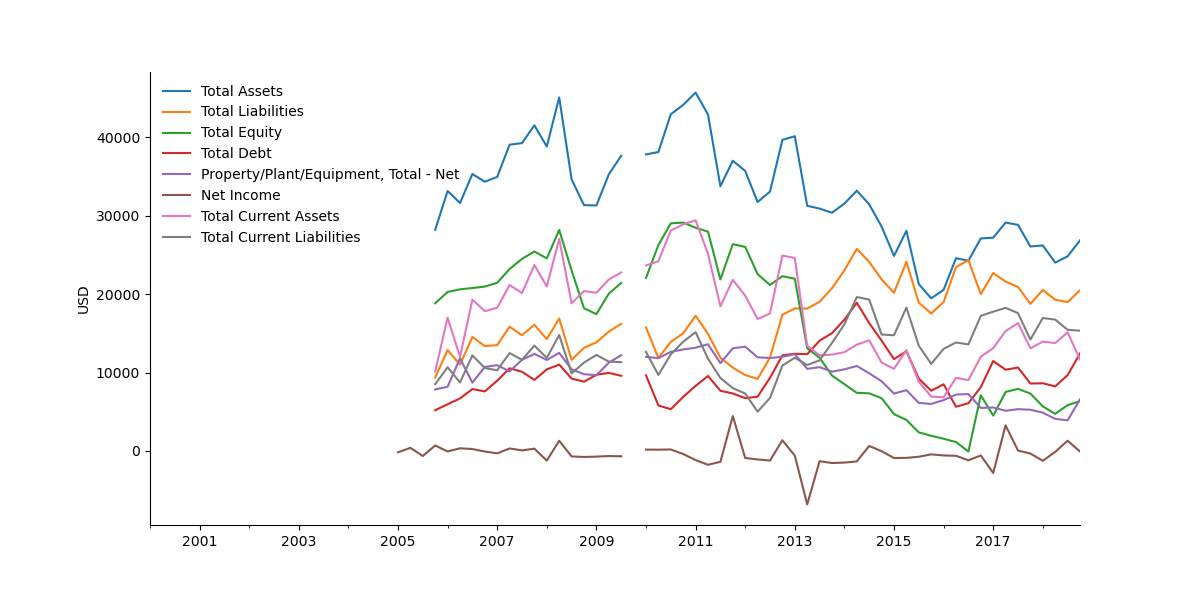 Total Assets
Total Liabilities
Total Equity
Total Debt
Property/Plant/Equipment, Total - Net
Net Income
Total Current Assets
Total Current Liabilities
USD
40000
30000
20000
10000
0
2001 2003 2005 2007 2009 2011 2013 2015 2017